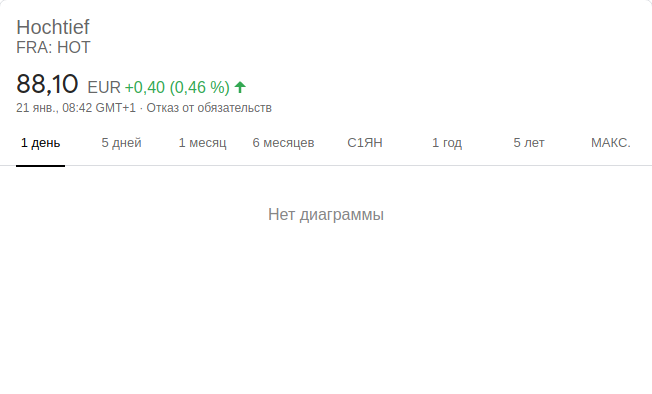 Hochtief
FRA: HOT
88,10 EUR +0,40 (0,46 %)
21 янв., 08:42 GMT+1 · Отказ от обязательств
1 день 5 дней 1 месяц 6 месяцев С1ЯН 1 год 5 лет МАКС.
Нет диаграммы